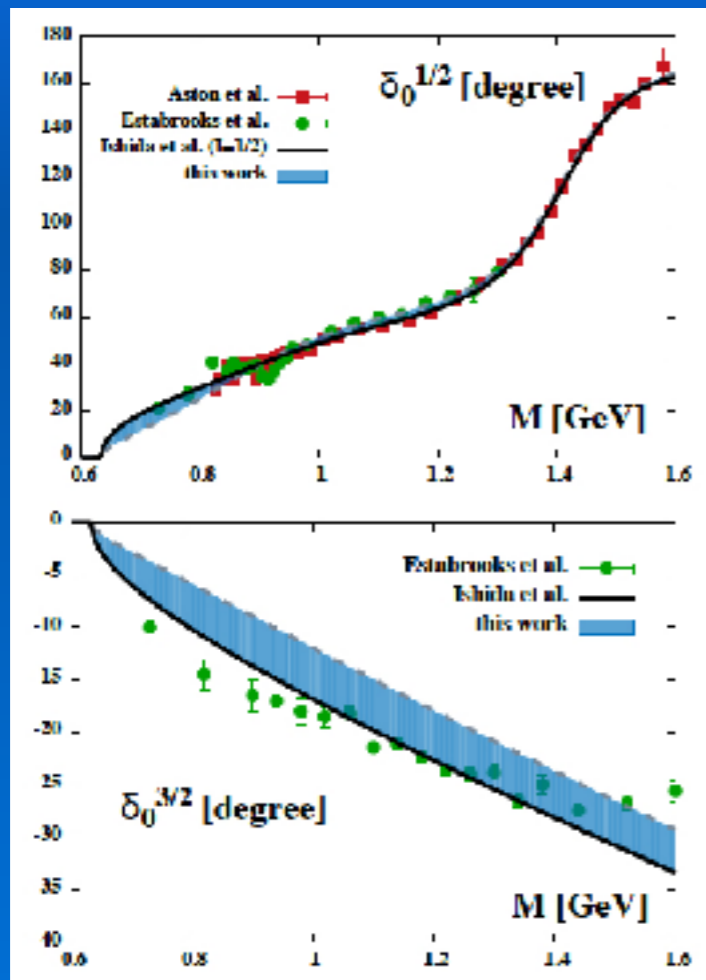 180
160
140
120
100
80
60
40
20
0
δ₀^1/2 [degree]
Aston et al.
Estabrooks et al.
Ishida et al. (I=1/2)
this work
M [GeV]
0.6 0.8 1 1.2 1.4 1.6
0
-5
-10
15
-20
-25
-30
35
40
Estabrooks et al.
Ishida et al.
this work
δ₀^3/2 [degree]
M [GeV]
0.6 0.8 1 1.2 1.4 1.6